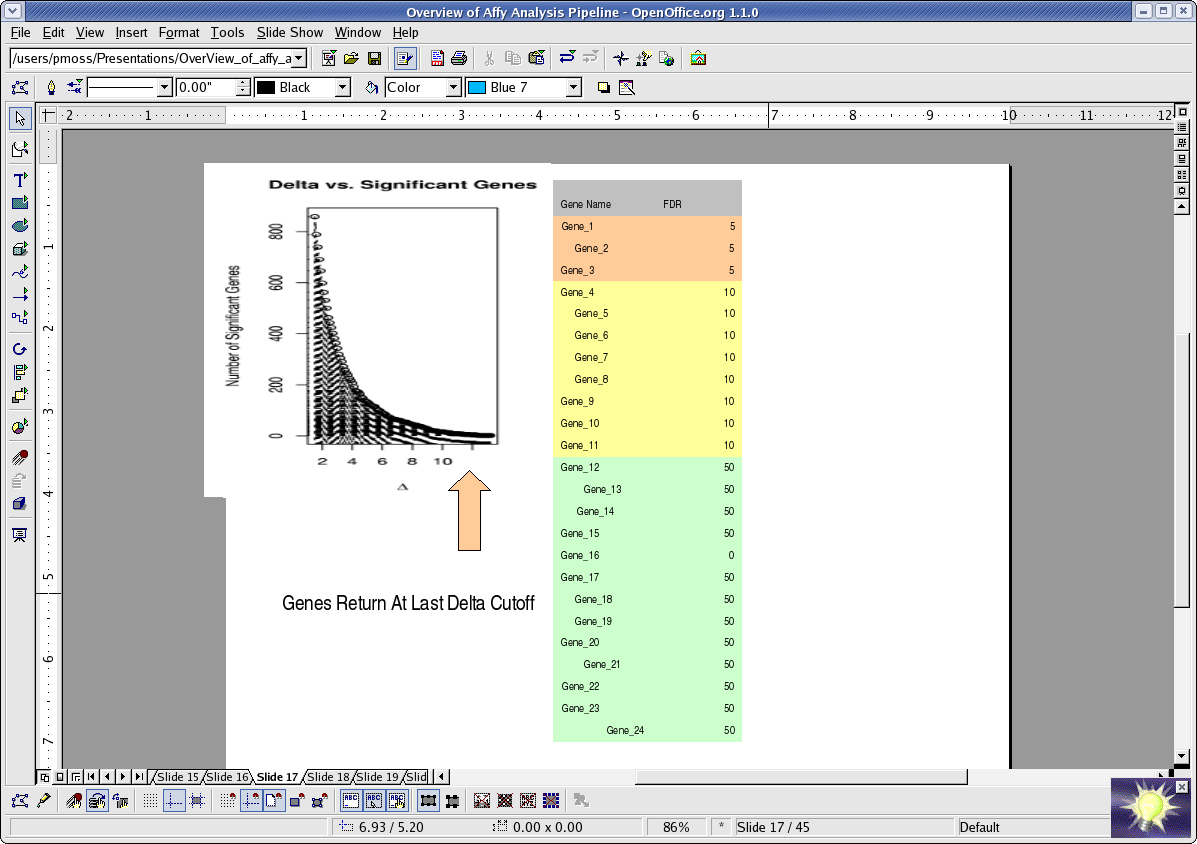 Overview of Affy Analysis Pipeline - OpenOffice.org 1.1.0
File Edit View Insert Format Tools Slide Show Window Help
/users/pmoss/Presentations/OverView_of_affy_a
0.00" Black Color Blue 7
2 1 1 2 3 4 5 6 7 8 9 10 11 12
1
2
3
4
5
6
7
Delta vs. Significant Genes
Number of Significant Genes
800
600
400
200
0
2 4 6 8 10
Δ
Genes Return At Last Delta Cutoff
Gene Name FDR
Gene_1 5
Gene_2 5
Gene_3 5
Gene_4 10
Gene_5 10
Gene_6 10
Gene_7 10
Gene_8 10
Gene_9 10
Gene_10 10
Gene_11 10
Gene_12 50
Gene_13 50
Gene_14 50
Gene_15 50
Gene_16 0
Gene_17 50
Gene_18 50
Gene_19 50
Gene_20 50
Gene_21 50
Gene_22 50
Gene_23 50
Gene_24 50
Slide 15 Slide 16 Slide 17 Slide 18 Slide 19 Slid
6.93 / 5.20 0.00 x 0.00 86% * Slide 17 / 45 Default